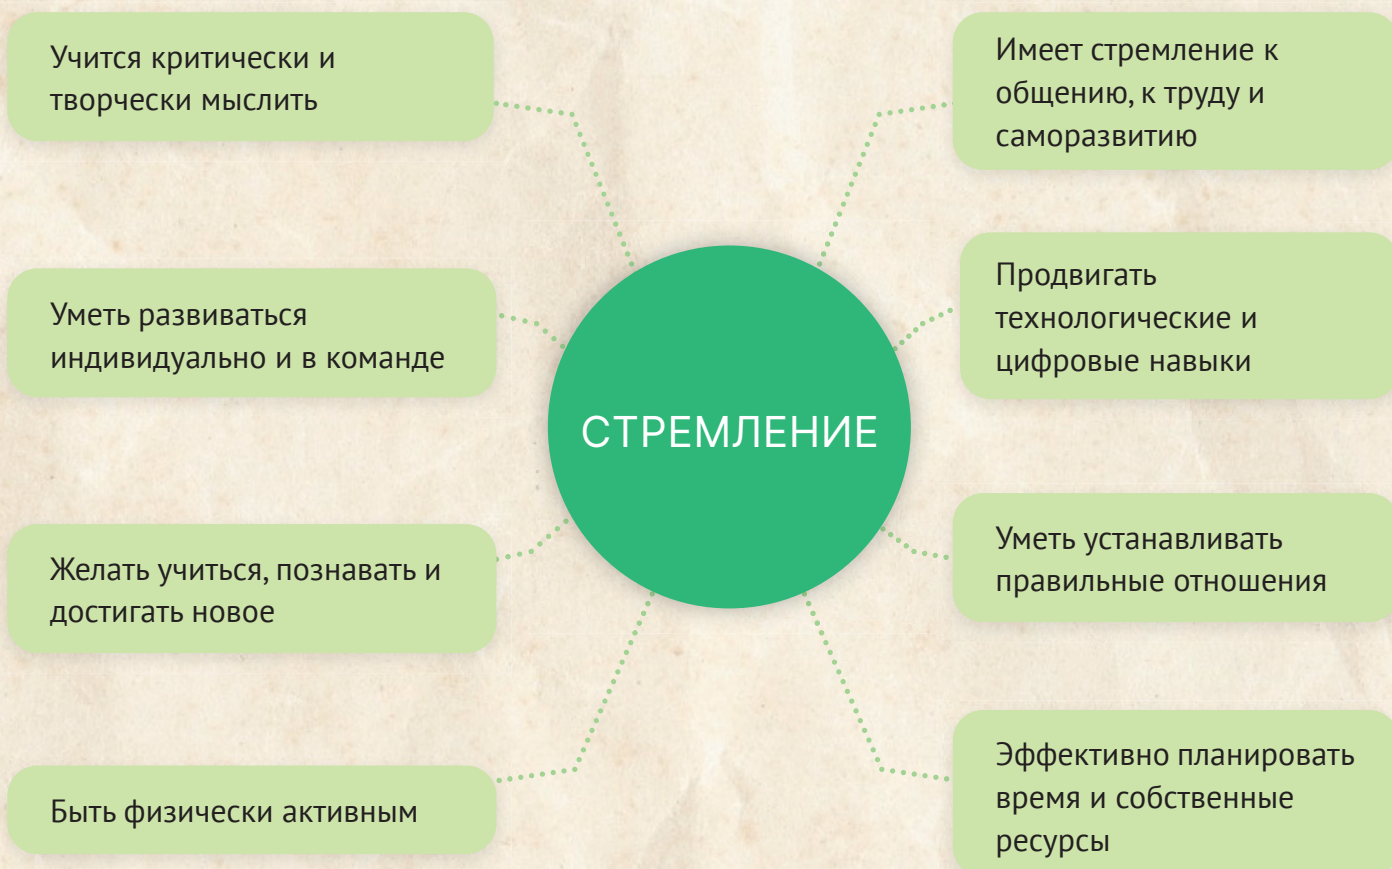 Учится критически и
творчески мыслить
Уметь развиваться
индивидуально и в команде
Желать учиться, познавать и
достигать новое
Быть физически активным
СТРЕМЛЕНИЕ
Имеет стремление к
общению, к труду и
саморазвитию
Продвигать
технологические и
цифровые навыки
Уметь устанавливать
правильные отношения
Эффективно планировать
время и собственные
ресурсы